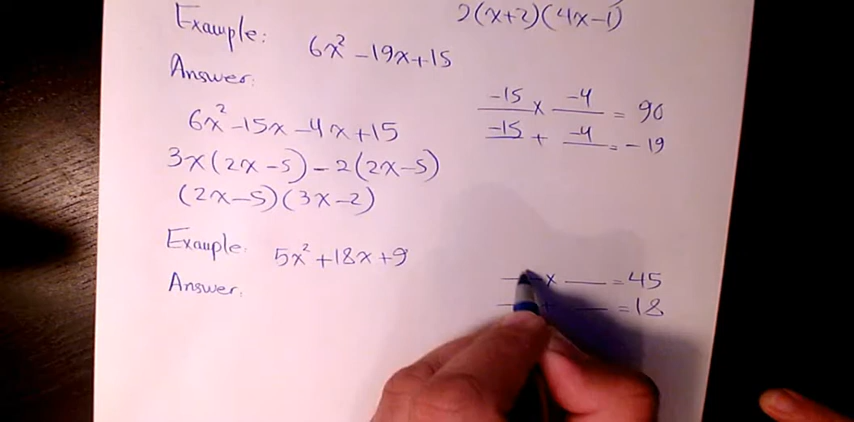 Example: 6x² -19x+15
2(x+2)(4x-1)
Answer:
6x² -15x -4x+15
3x(2x-5) -2(2x-5)
(2x-5)(3x-2)
-15 x -4 = 90
-15 + -4 = -19
Example: 5x² +18x+9
Answer:
x = 45
+ = 18